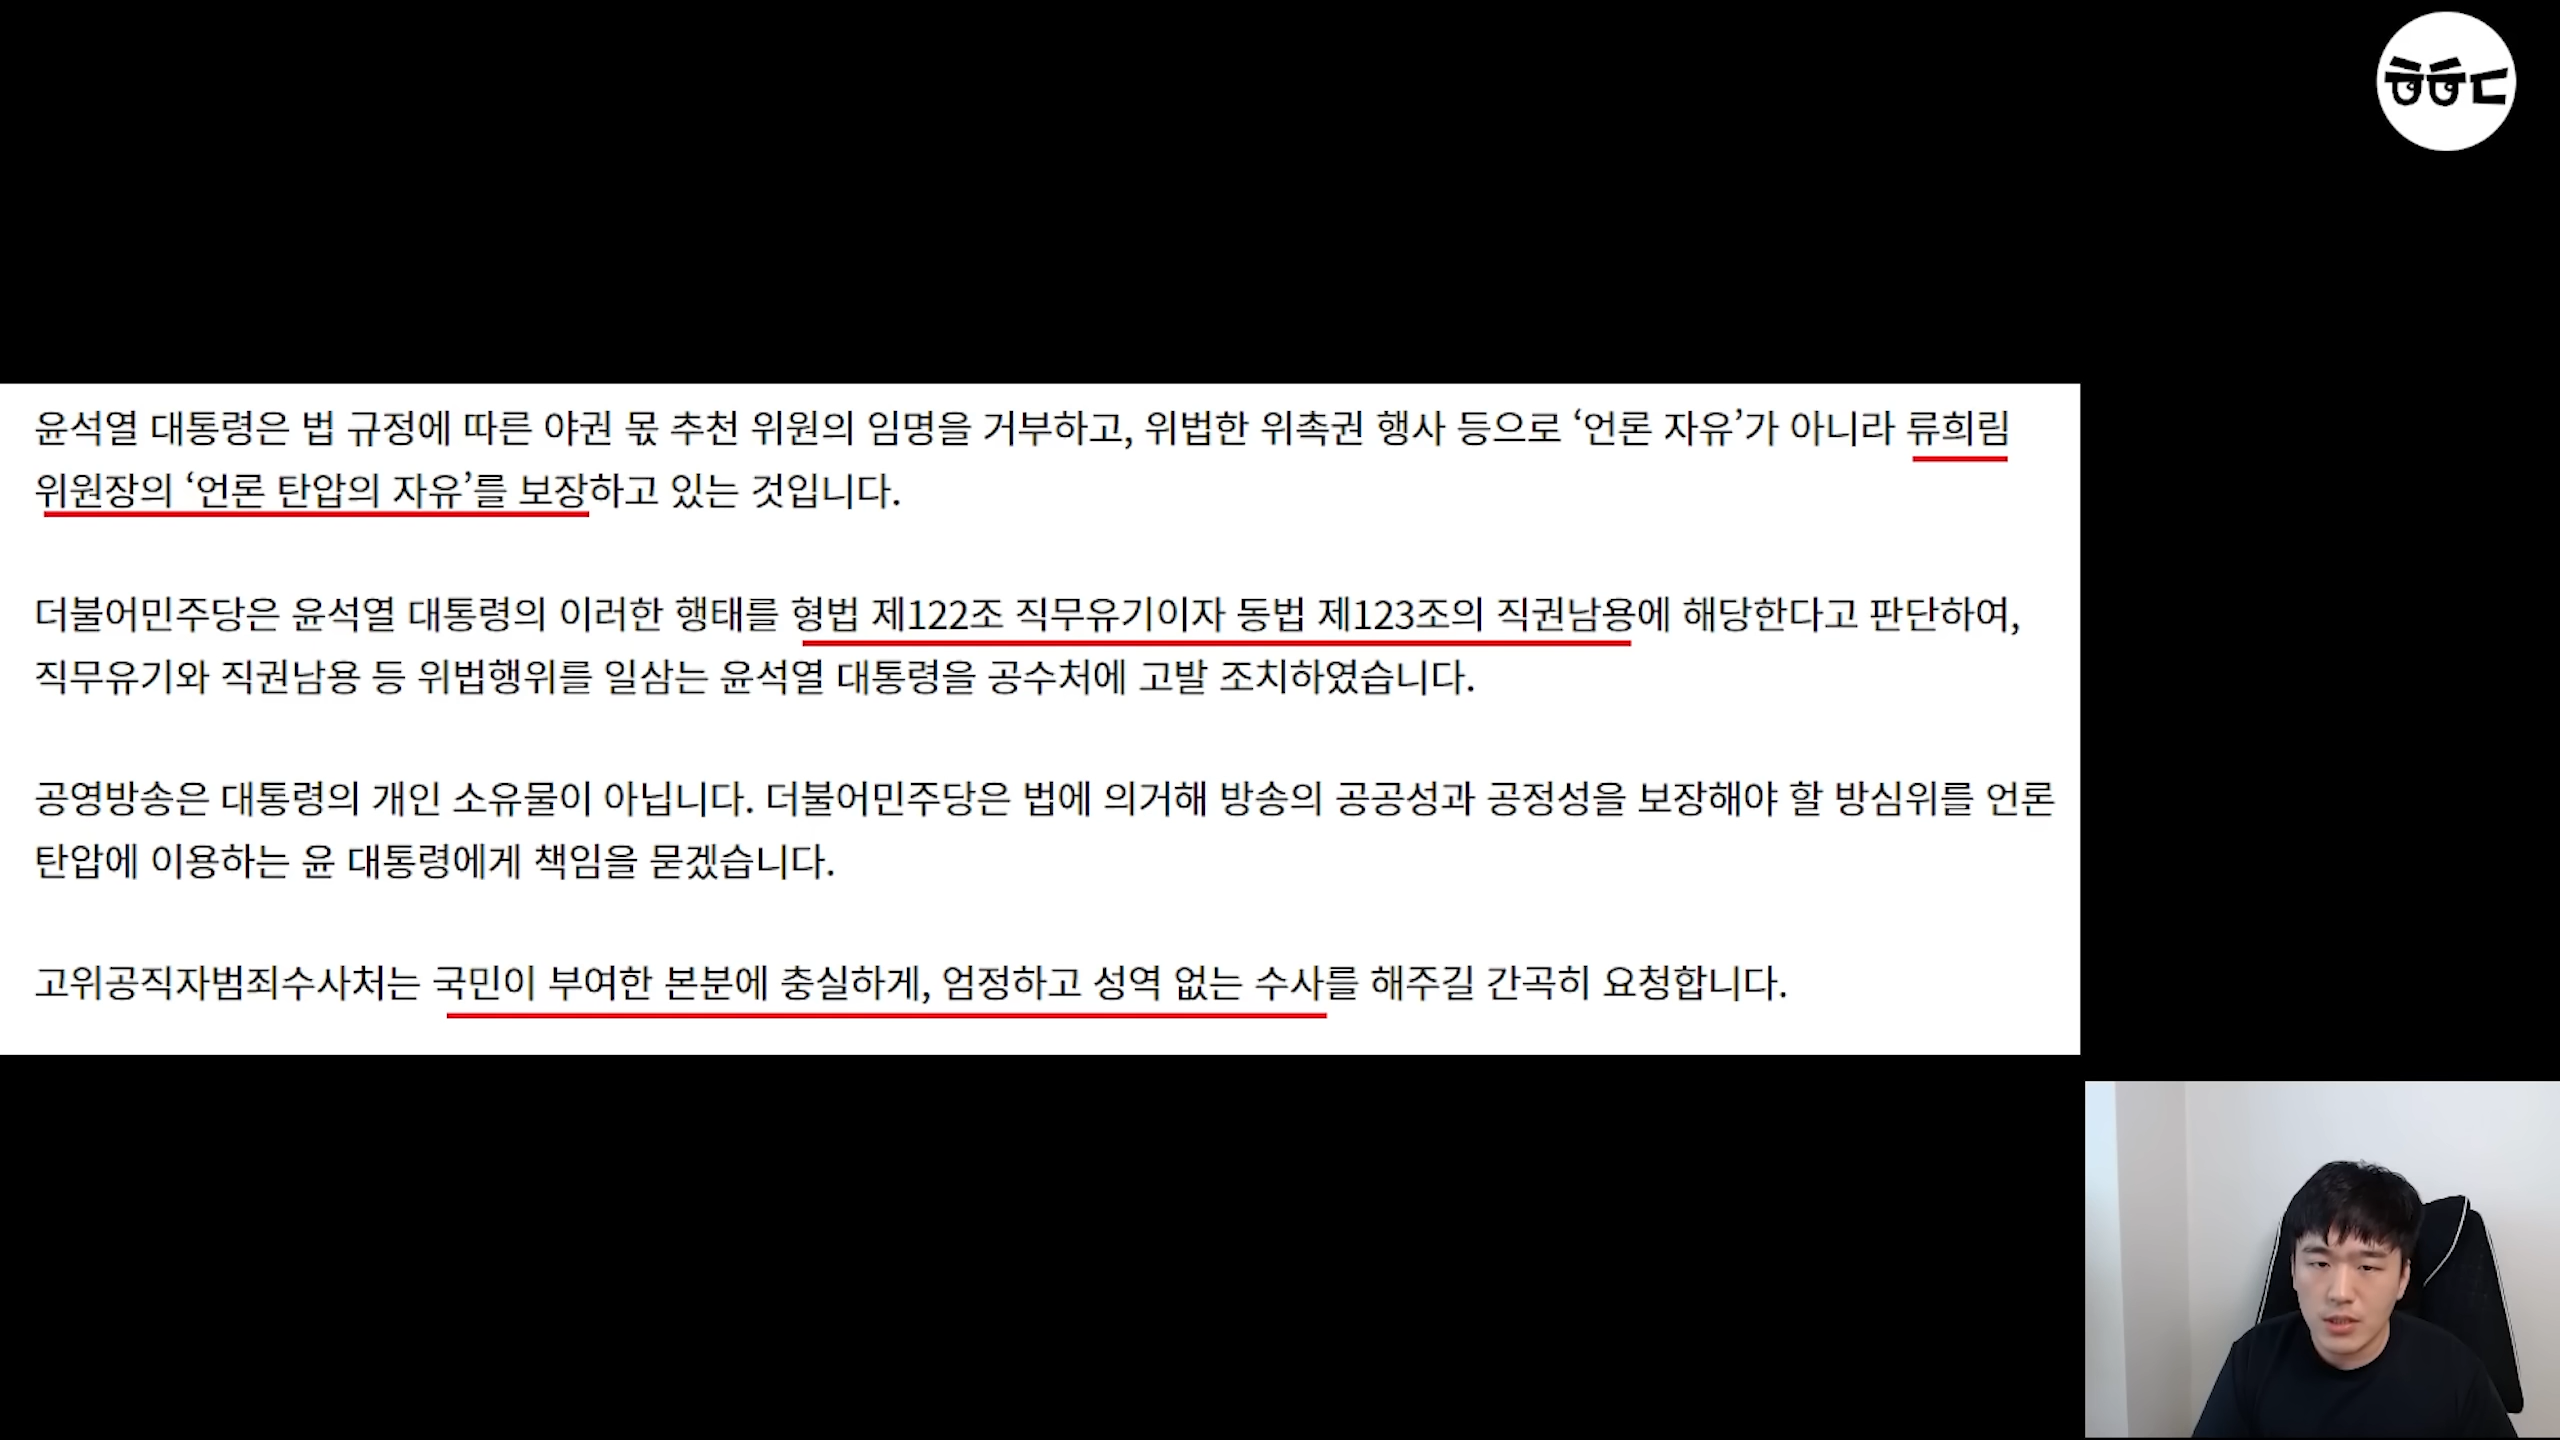 ㅎㅎㄷ
윤석열 대통령은 법 규정에 따른 야권 몫 추천 위원의 임명을 거부하고, 위법한 위촉권 행사 등으로 ‘언론 자유’가 아니라 류희림
위원장의 ‘언론 탄압의 자유’를 보장하고 있는 것입니다.
더불어민주당은 윤석열 대통령의 이러한 행태를 형법 제122조 직무유기이자 동법 제123조의 직권남용에 해당한다고 판단하여,
직무유기와 직권남용 등 위법행위를 일삼는 윤석열 대통령을 공수처에 고발 조치하였습니다.
공영방송은 대통령의 개인 소유물이 아닙니다. 더불어민주당은 법에 의거해 방송의 공공성과 공정성을 보장해야 할 방심위를 언론
탄압에 이용하는 윤 대통령에게 책임을 묻겠습니다.
고위공직자범죄수사처는 국민이 부여한 본분에 충실하게, 엄정하고 성역 없는 수사를 해주길 간곡히 요청합니다.